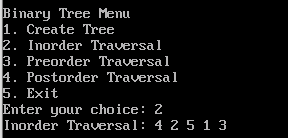 Binary Tree Menu
1. Create Tree
2. Inorder Traversal
3. Preorder Traversal
4. Postorder Traversal
5. Exit
Enter your choice: 2
Inorder Traversal: 4 2 5 1 3